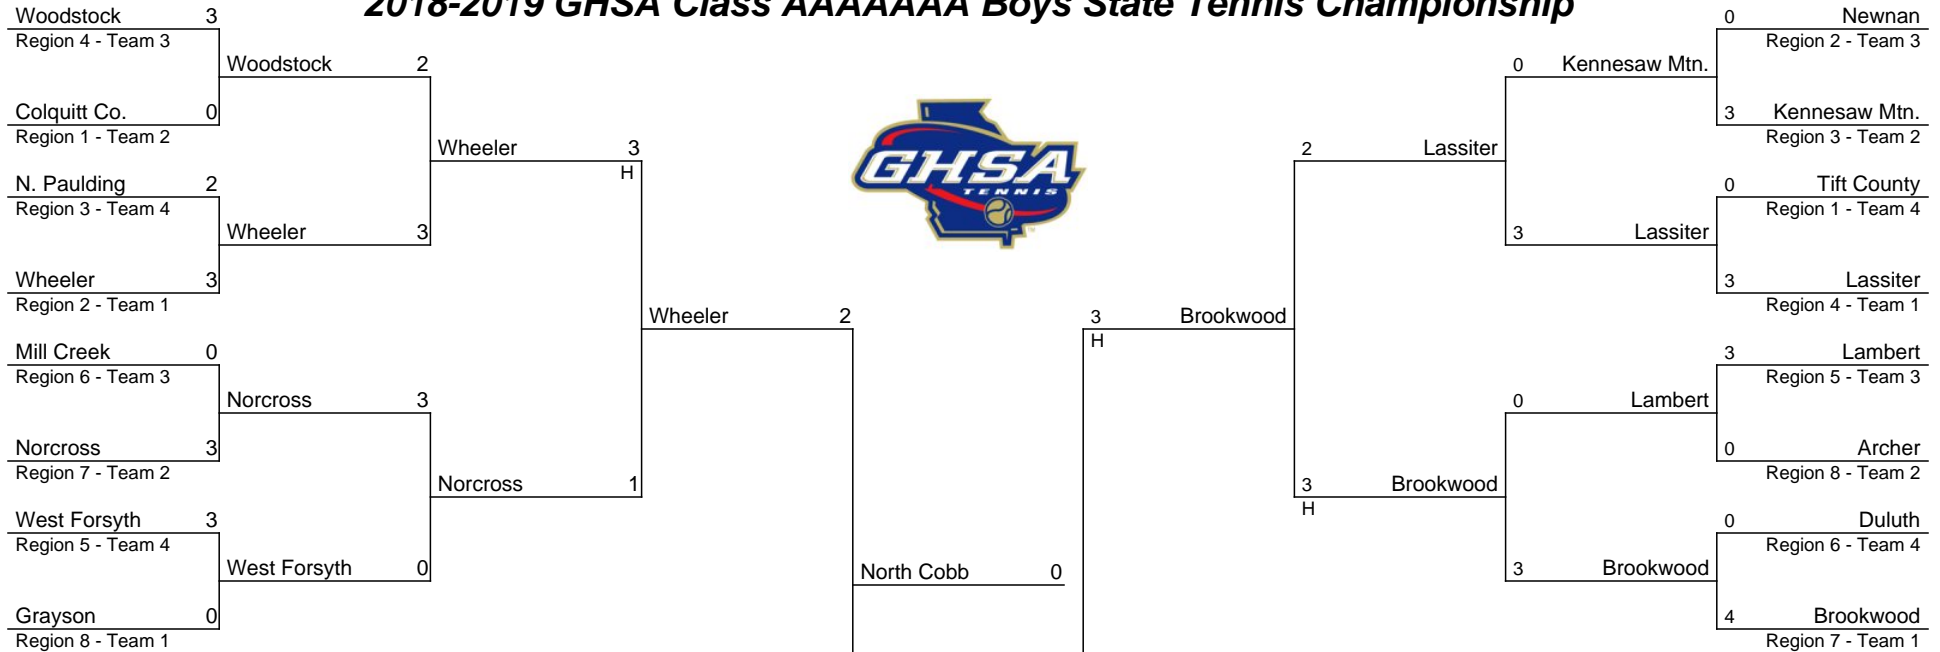 2018-2019 GHSA Class AAAAAAA Boys State Tennis Championship
Woodstock 3
Region 4 - Team 3
Woodstock 2
Colquitt Co. 0
Region 1 - Team 2
Wheeler 3
H
N. Paulding 2
Region 3 - Team 4
Wheeler 3
Wheeler 3
Region 2 - Team 1
Wheeler 2
Mill Creek 0
Region 6 - Team 3
Norcross 3
Norcross 3
Region 7 - Team 2
Norcross 1
West Forsyth 3
Region 5 - Team 4
West Forsyth 0
Grayson 0
Region 8 - Team 1
North Cobb 0
GHSA
TENNIS
0 Newnan
Region 2 - Team 3
0 Kennesaw Mtn.
3 Kennesaw Mtn.
Region 3 - Team 2
2 Lassiter
0 Tift County
Region 1 - Team 4
3 Lassiter
3 Lassiter
Region 4 - Team 1
3 Brookwood
H
3 Lambert
Region 5 - Team 3
0 Lambert
0 Archer
Region 8 - Team 2
3 Brookwood
H
0 Duluth
Region 6 - Team 4
3 Brookwood
4 Brookwood
Region 7 - Team 1